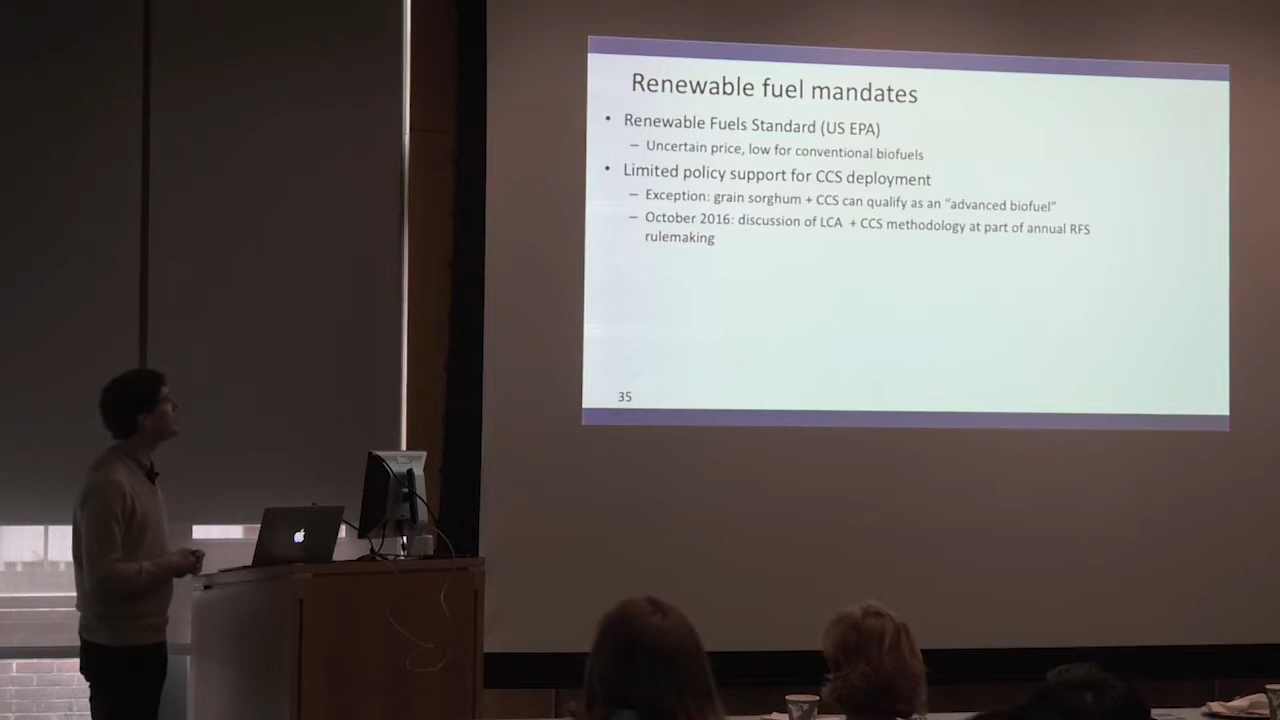 Renewable fuel mandates
• Renewable Fuels Standard (US EPA)
– Uncertain price, low for conventional biofuels
• Limited policy support for CCS deployment
– Exception: grain sorghum + CCS can qualify as an “advanced biofuel”
– October 2016: discussion of LCA + CCS methodology at part of annual RFS
rulemaking
35